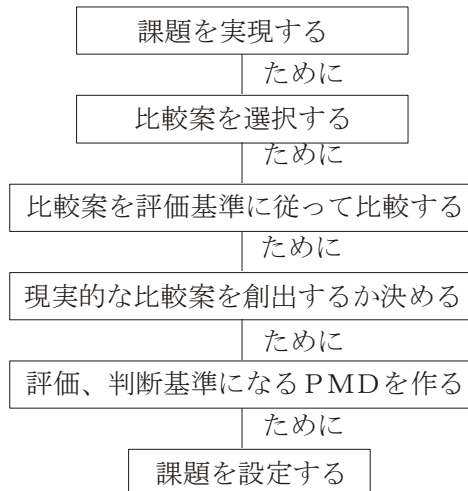 課題を実現する
ために
比較案を選択する
ために
比較案を評価基準に従って比較する
ために
現実的な比較案を創出するか決める
ために
評価、判断基準になるPMDを作る
ために
課題を設定する